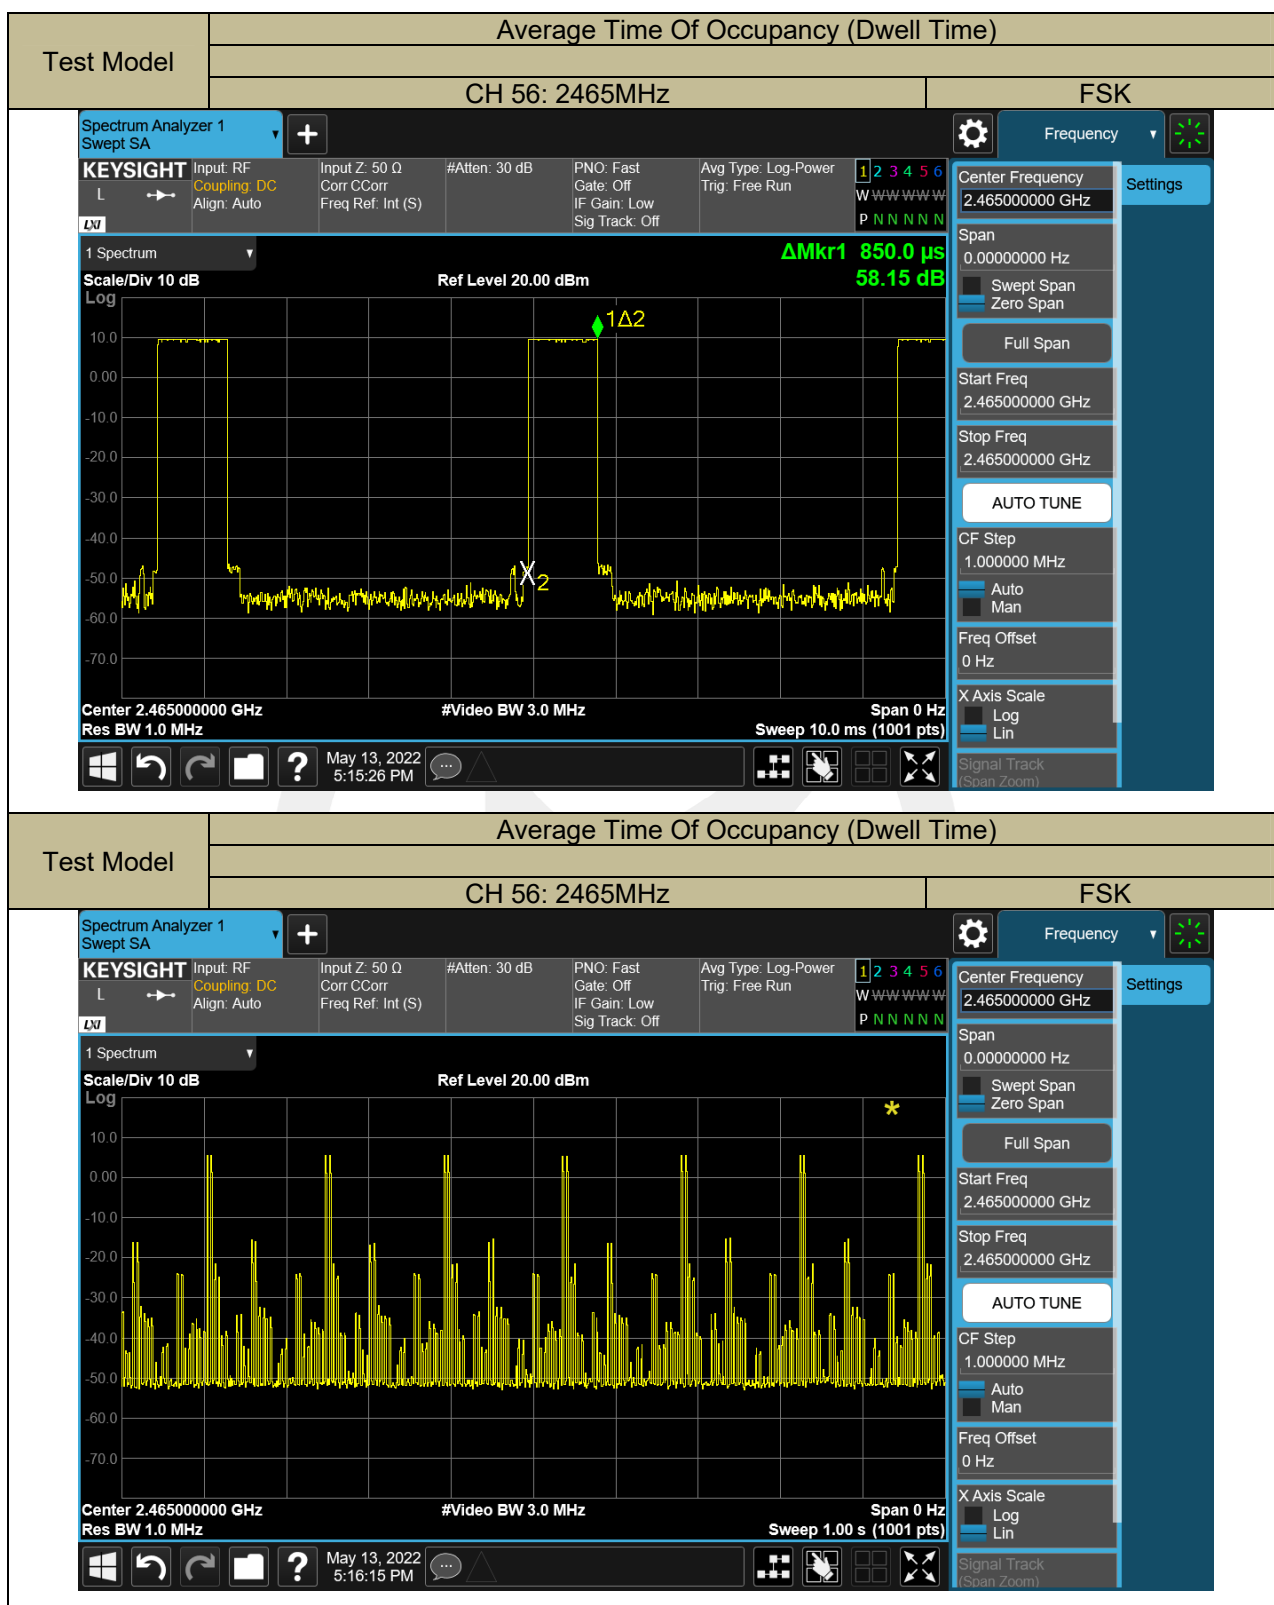 Test Model
Average Time Of Occupancy (Dwell Time)
CH 56: 2465MHz
FSK
Spectrum Analyzer 1
Swept SA
Frequency
KEYSIGHT
L
LXI
Input: RF
Coupling: DC
Align: Auto
Input Z: 50 Ω
Corr CCorr
Freq Ref: Int (S)
#Atten: 30 dB
PNO: Fast
Gate: Off
IF Gain: Low
Sig Track: Off
Avg Type: Log-Power
Trig: Free Run
1 2 3 4 5 6
W W W W W W
P N N N N N
Center Frequency
2.465000000 GHz
Settings
Span
0.00000000 Hz
Swept Span
Zero Span
Full Span
Start Freq
2.465000000 GHz
Stop Freq
2.465000000 GHz
AUTO TUNE
CF Step
1.000000 MHz
Auto
Man
Freq Offset
0 Hz
X Axis Scale
Log
Lin
Signal Track
(Span Zoom)
1 Spectrum
ΔMkr1 850.0 µs
58.15 dB
Scale/Div 10 dB
Ref Level 20.00 dBm
Log
1Δ2
10.0
0.00
-10.0
-20.0
-30.0
-40.0
-50.0
X2
-60.0
-70.0
Center 2.465000000 GHz
#Video BW 3.0 MHz
Span 0 Hz
Res BW 1.0 MHz
Sweep 10.0 ms (1001 pts)
?
May 13, 2022
5:15:26 PM
Test Model
Average Time Of Occupancy (Dwell Time)
CH 56: 2465MHz
FSK
Spectrum Analyzer 1
Swept SA
Frequency
KEYSIGHT
L
LXI
Input: RF
Coupling: DC
Align: Auto
Input Z: 50 Ω
Corr CCorr
Freq Ref: Int (S)
#Atten: 30 dB
PNO: Fast
Gate: Off
IF Gain: Low
Sig Track: Off
Avg Type: Log-Power
Trig: Free Run
1 2 3 4 5 6
W W W W W W
P N N N N N
Center Frequency
2.465000000 GHz
Settings
Span
0.00000000 Hz
Swept Span
Zero Span
Full Span
Start Freq
2.465000000 GHz
Stop Freq
2.465000000 GHz
AUTO TUNE
CF Step
1.000000 MHz
Auto
Man
Freq Offset
0 Hz
X Axis Scale
Log
Lin
Signal Track
(Span Zoom)
1 Spectrum
Scale/Div 10 dB
Ref Level 20.00 dBm
Log
*
10.0
0.00
-10.0
-20.0
-30.0
-40.0
-50.0
-60.0
-70.0
Center 2.465000000 GHz
#Video BW 3.0 MHz
Span 0 Hz
Res BW 1.0 MHz
Sweep 1.00 s (1001 pts)
?
May 13, 2022
5:16:15 PM